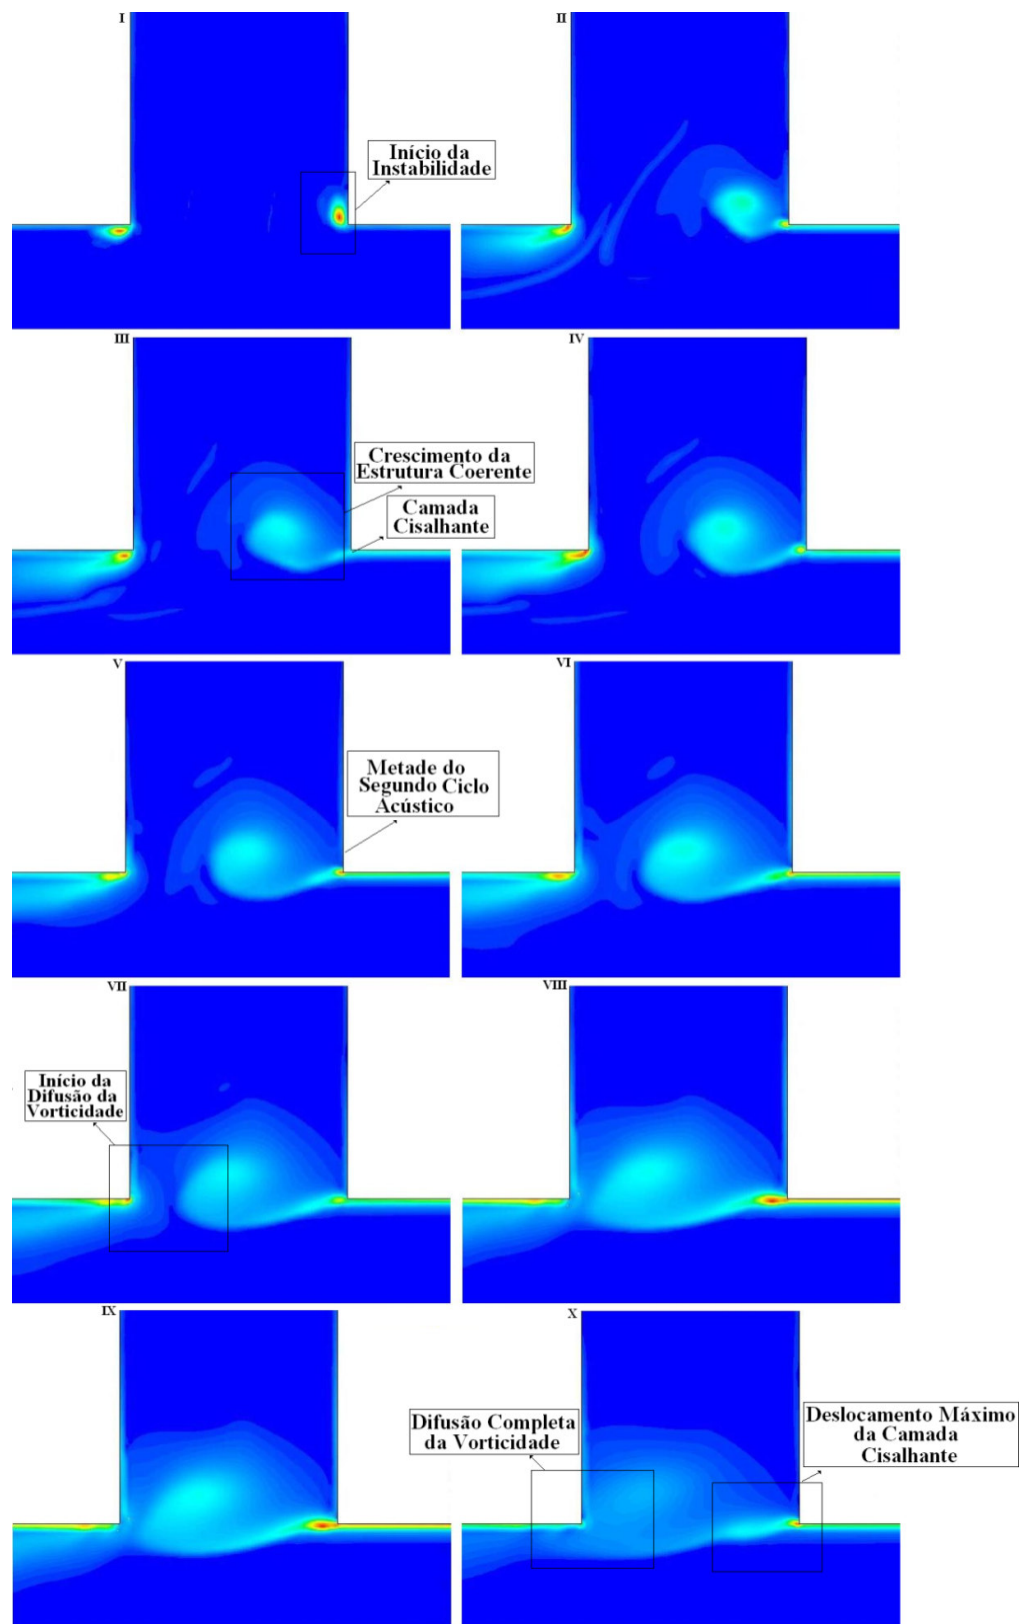 I
II
Início da
Instabilidade
III
IV
Crescimento da
Estrutura Coerente
Camada
Cisalhante
V
VI
Metade do
Segundo Ciclo
Acústico
VII
VIII
Início da
Difusão da
Vorticidade
IX
X
Difusão Completa
da Vorticidade
Deslocamento Máximo
da Camada
Cisalhante